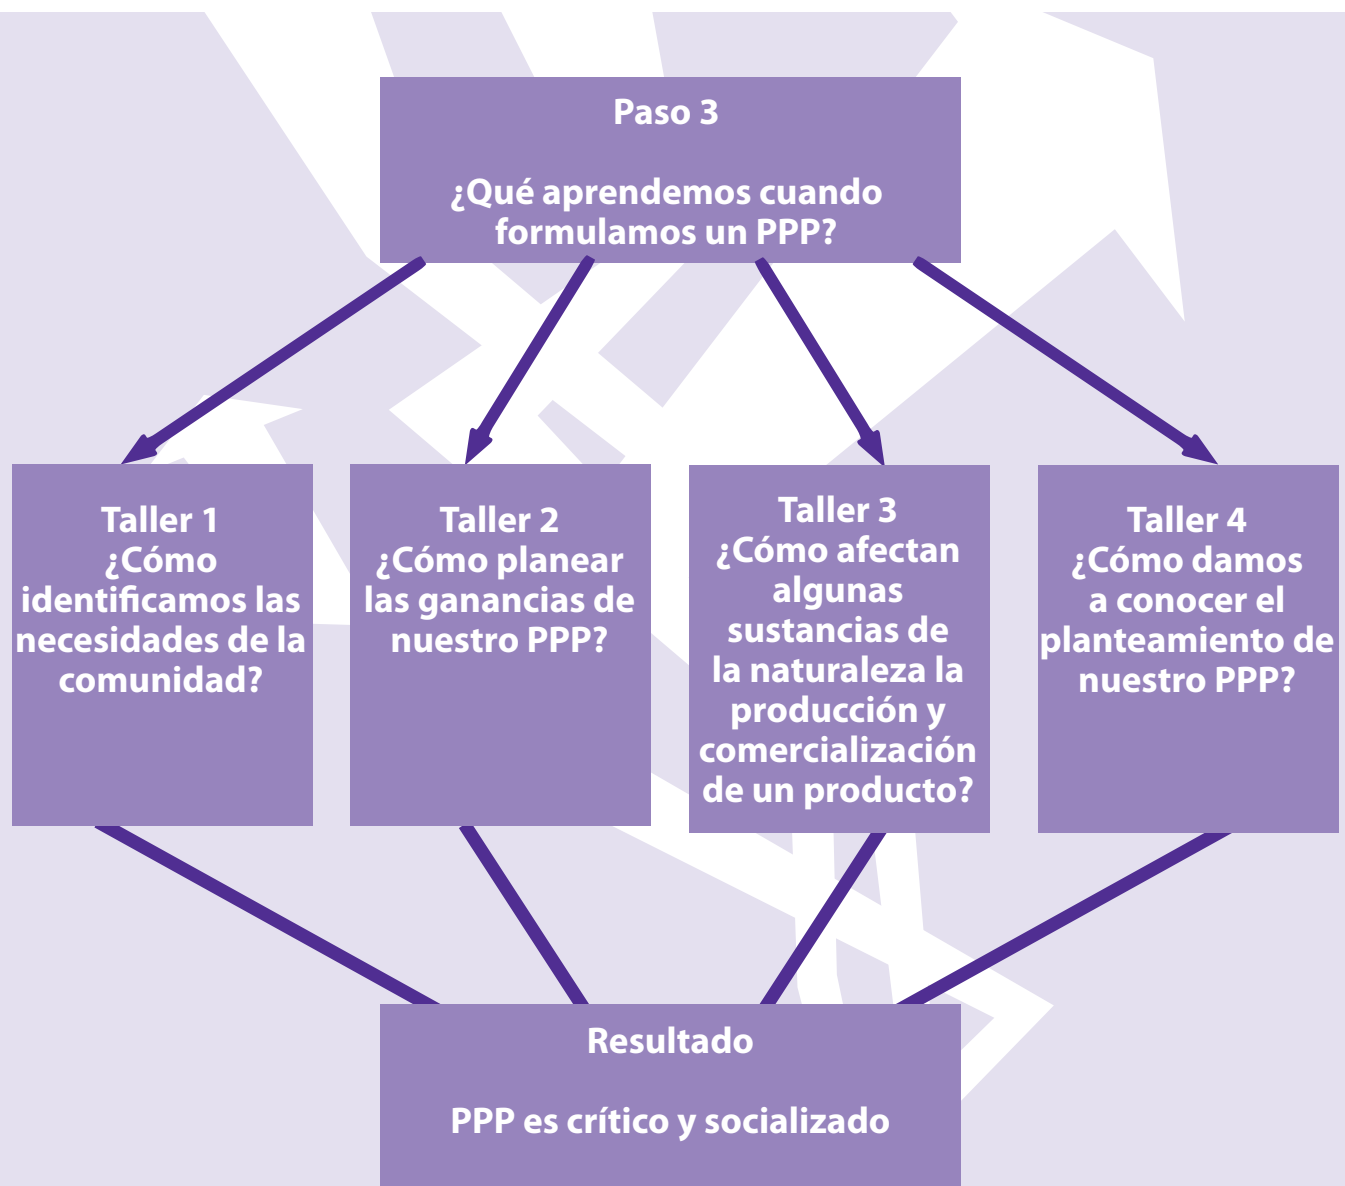 Paso 3
¿Qué aprendemos cuando
formulamos un PPP?
Taller 1
¿Cómo
identificamos las
necesidades de la
comunidad?
Taller 2
¿Cómo planear
las ganancias de
nuestro PPP?
Taller 3
¿Cómo afectan
algunas
sustancias de
la naturaleza la
producción y
comercialización
de un producto?
Taller 4
¿Cómo damos
a conocer el
planteamiento de
nuestro PPP?
Resultado
PPP es crítico y socializado